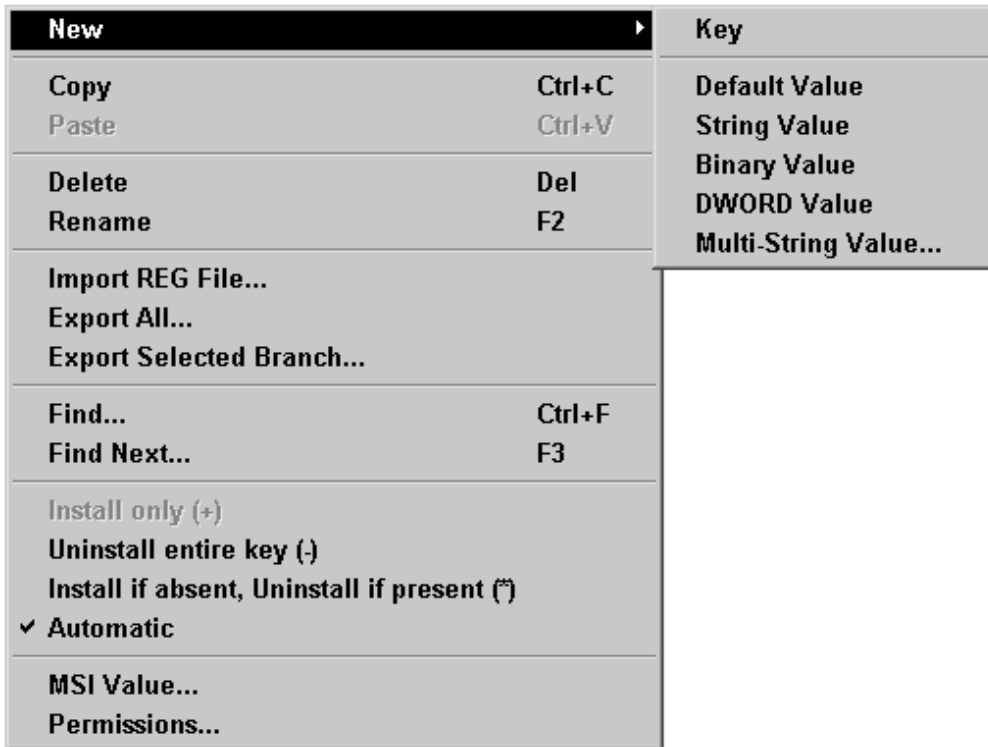 New
Copy Ctrl+C
Paste Ctrl+V
Delete Del
Rename F2
Import REG File...
Export All...
Export Selected Branch...
Find... Ctrl+F
Find Next... F3
Install only (+)
Uninstall entire key (-)
Install if absent, Uninstall if present (*)
Automatic
MSI Value...
Permissions...
Key
Default Value
String Value
Binary Value
DWORD Value
Multi-String Value...